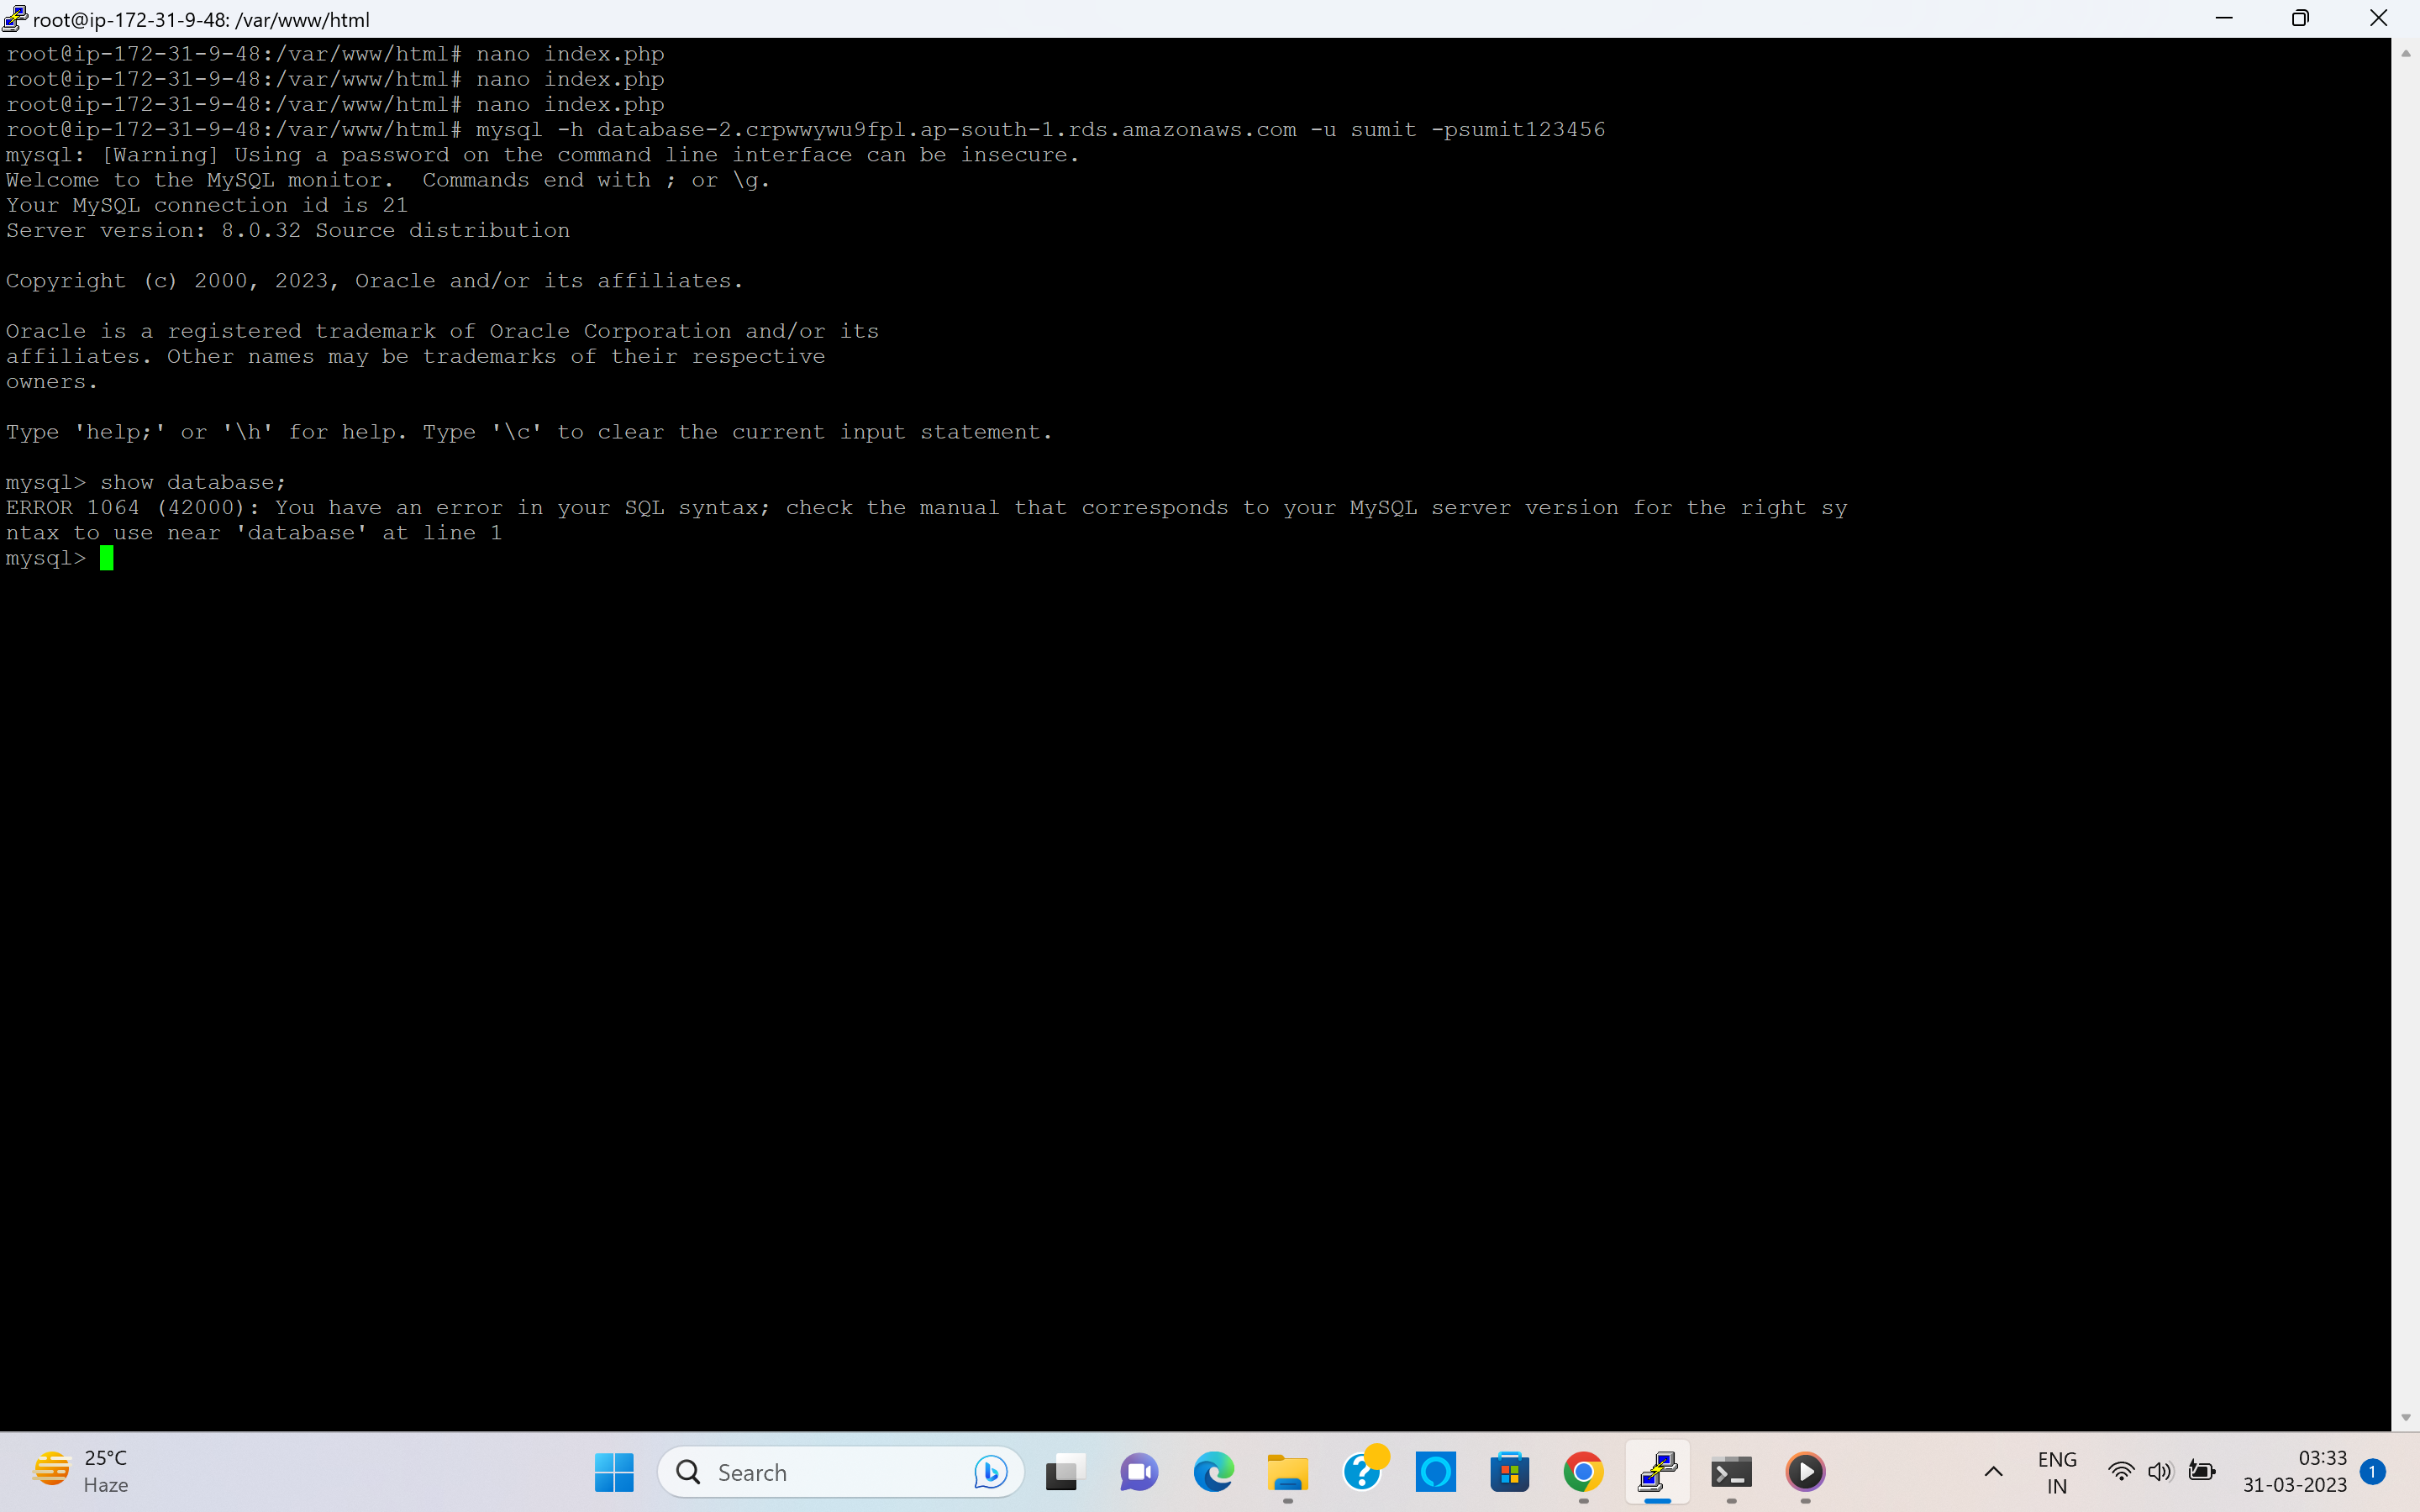 root@ip-172-31-9-48: /var/www/html
root@ip-172-31-9-48:/var/www/html# nano index.php
root@ip-172-31-9-48:/var/www/html# nano index.php
root@ip-172-31-9-48:/var/www/html# nano index.php
root@ip-172-31-9-48:/var/www/html# mysql -h database-2.crpwwywu9fpl.ap-south-1.rds.amazonaws.com -u sumit -psumit123456
mysql: [Warning] Using a password on the command line interface can be insecure.
Welcome to the MySQL monitor.  Commands end with ; or \g.
Your MySQL connection id is 21
Server version: 8.0.32 Source distribution
Copyright (c) 2000, 2023, Oracle and/or its affiliates.
Oracle is a registered trademark of Oracle Corporation and/or its
affiliates. Other names may be trademarks of their respective
owners.
Type 'help;' or '\h' for help. Type '\c' to clear the current input statement.
mysql> show database;
ERROR 1064 (42000): You have an error in your SQL syntax; check the manual that corresponds to your MySQL server version for the right sy
ntax to use near 'database' at line 1
mysql>
25°C
Haze
Search
ENG
IN
03:33
31-03-2023
1